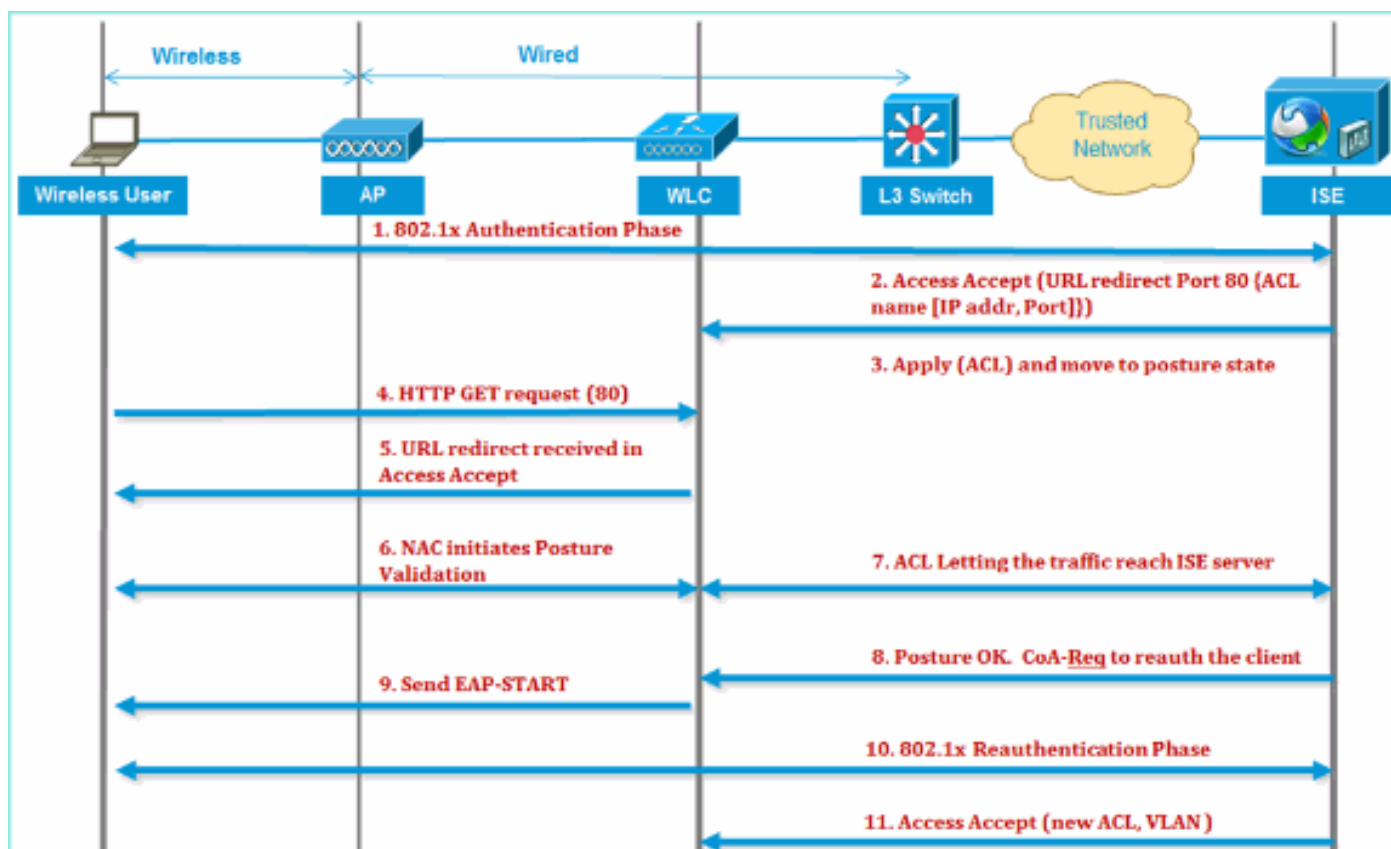 Wireless
Wired
Trusted
Network
Wireless User
AP
WLC
L3 Switch
ISE
1. 802.1x Authentication Phase
2. Access Accept (URL redirect Port 80 (ACL
name [IP addr, Port]))
3. Apply (ACL) and move to posture state
4. HTTP GET request (80)
5. URL redirect received in
Access Accept
6. NAC initiates Posture
Validation
7. ACL Letting the traffic reach ISE server
8. Posture OK. CoA-Req to reauth the client
9. Send EAP-START
10. 802.1x Reauthentication Phase
11. Access Accept (new ACL, VLAN )